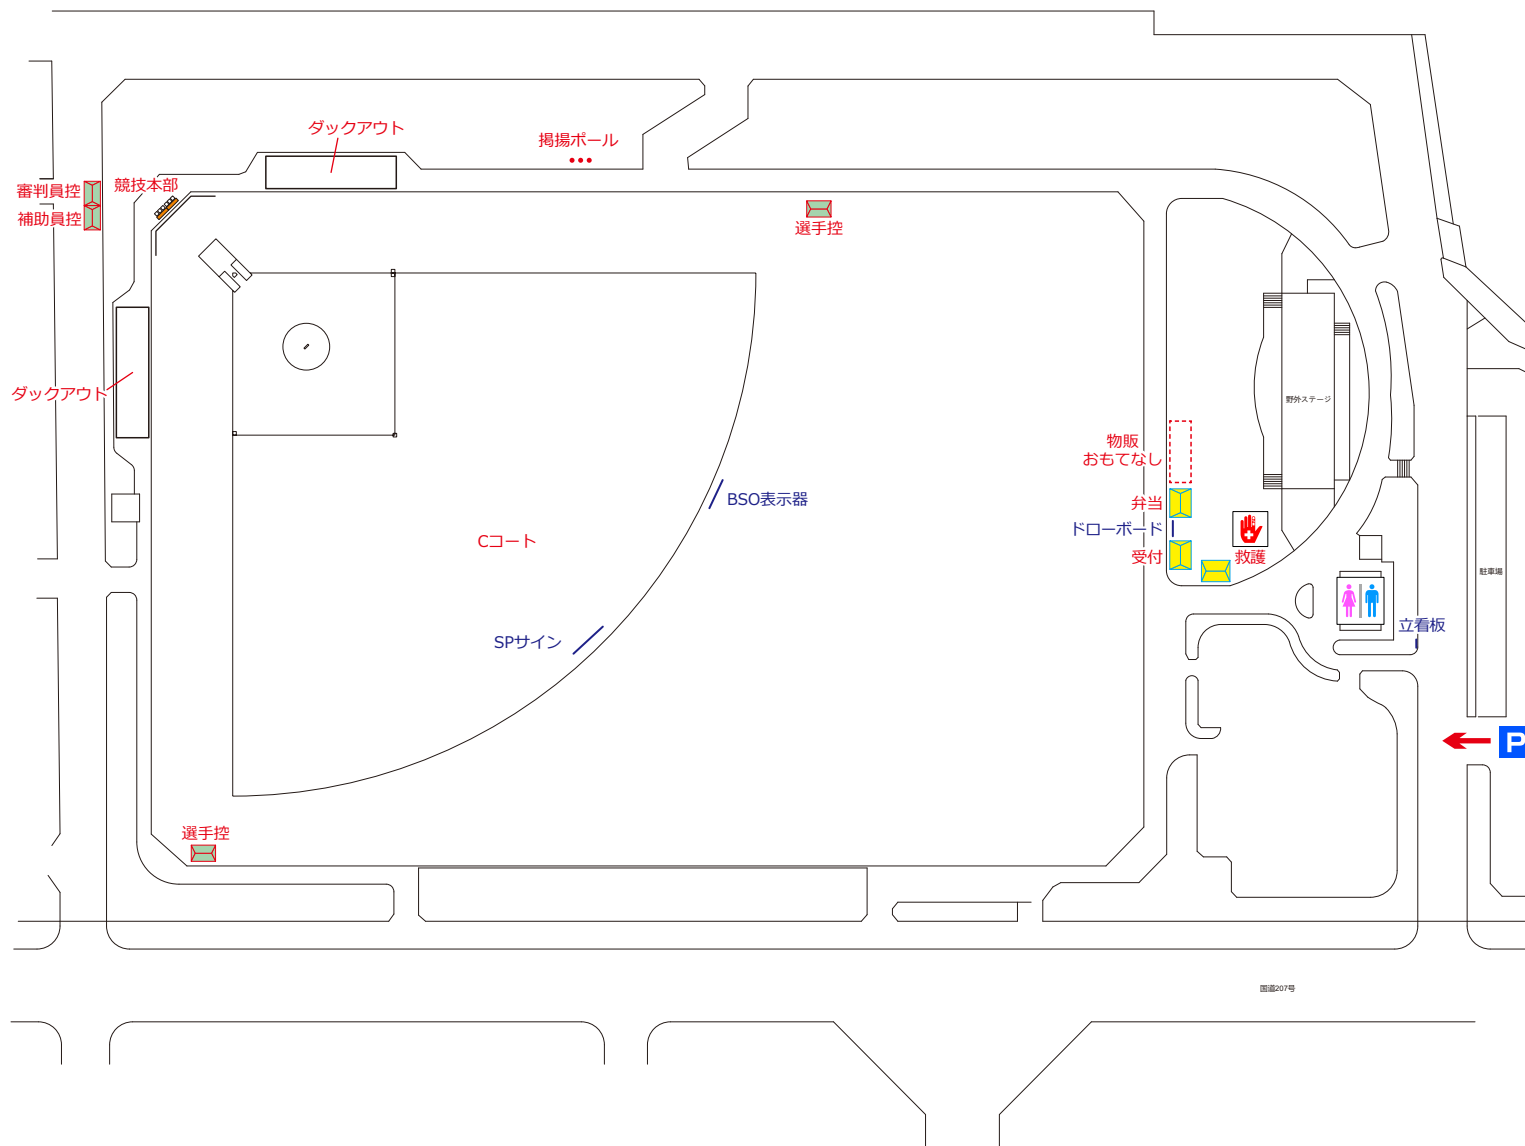 ダックアウト
掲揚ポール
審判員控
競技本部
補助員控
選手控
ダックアウト
野外ステージ
物販
おもてなし
BSO表示器
弁当
ドローボード
Cコート
受付
救護
駐車場
SPサイン
立看板
P
選手控
国道207号